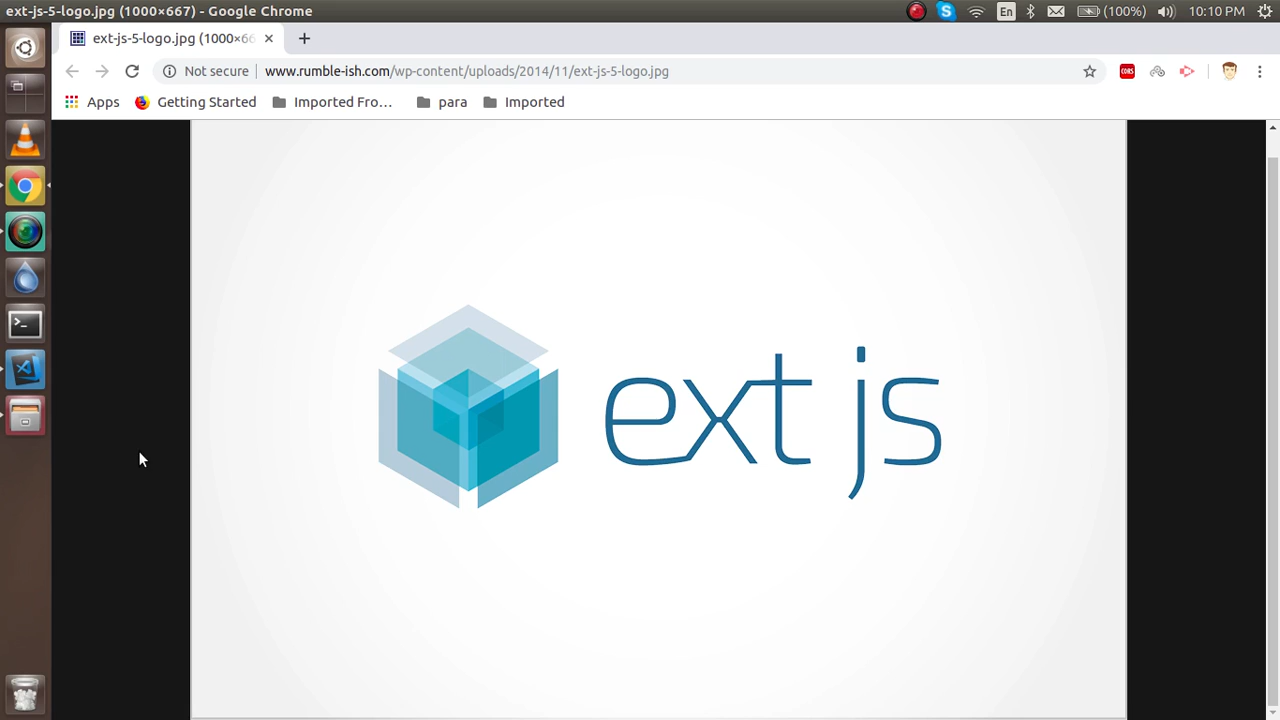 ext-js-5-logo.jpg (1000×667) - Google Chrome
En
(100%)
10:10 PM
ext-js-5-logo.jpg (1000×66
Not secure
www.rumble-ish.com/wp-content/uploads/2014/11/ext-js-5-logo.jpg
CORS
Apps
Getting Started
Imported Fro...
para
Imported
ext js